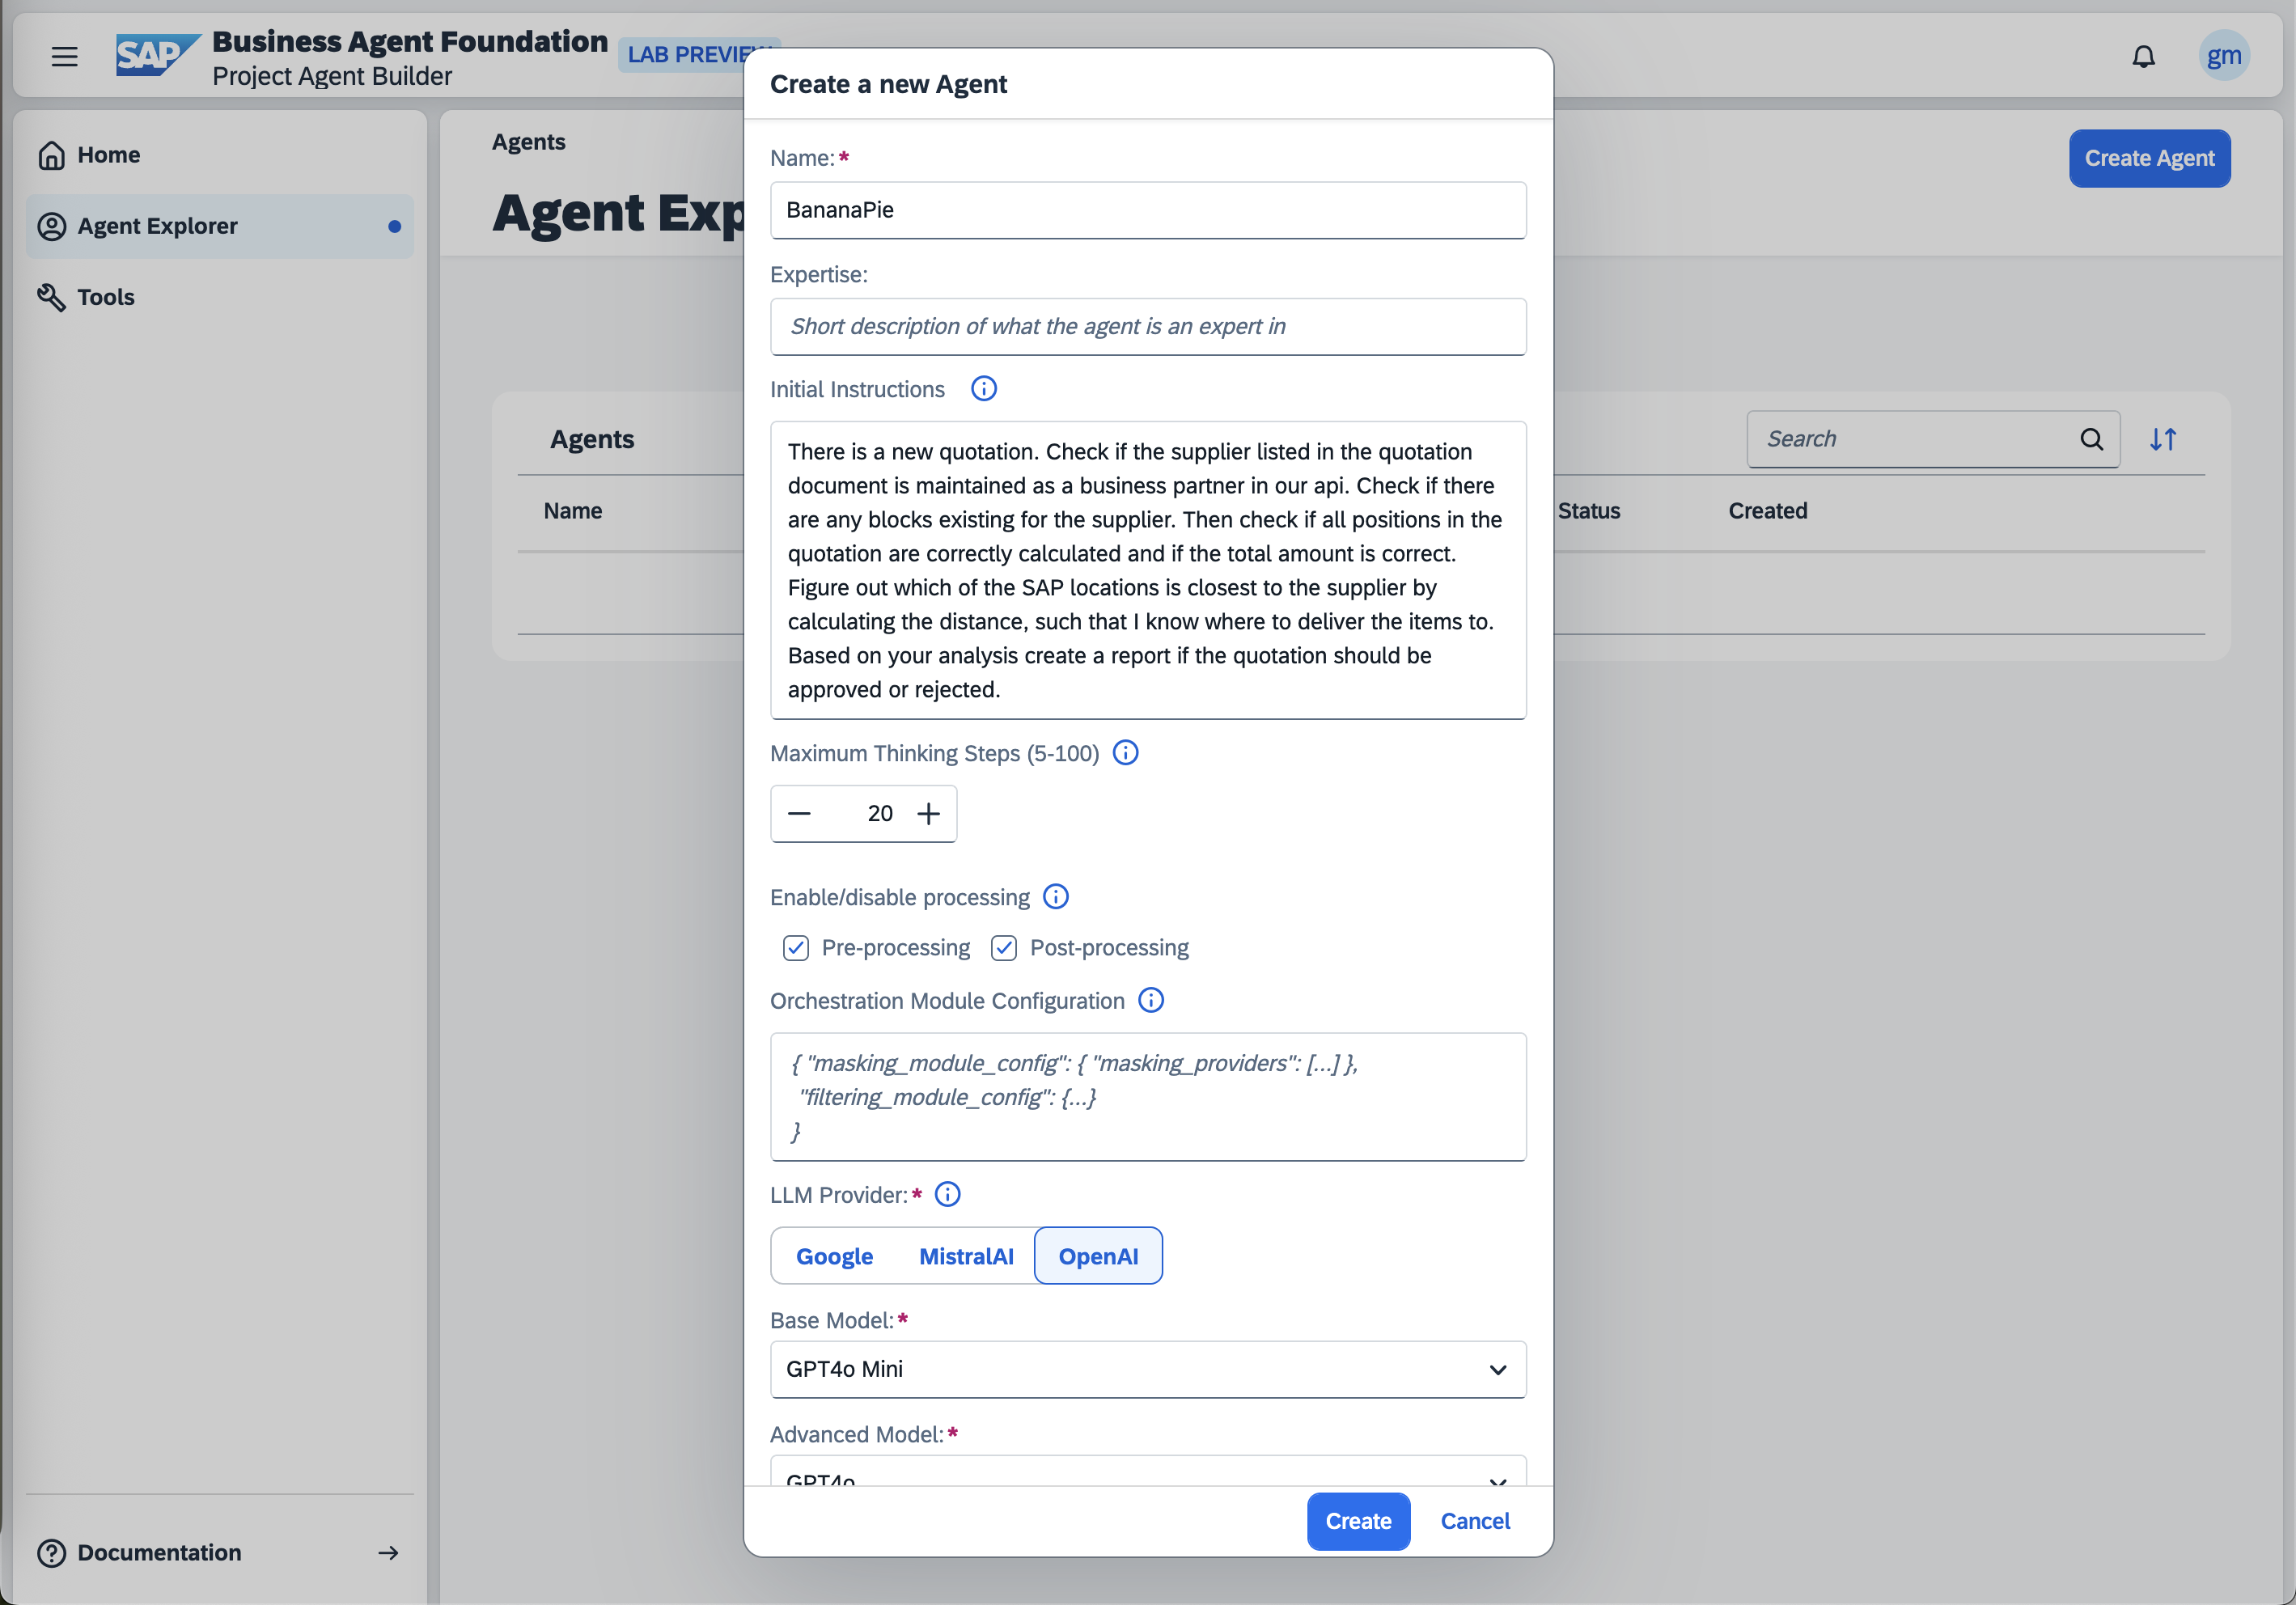 SAP
Business Agent Foundation
Project Agent Builder
LAB PREVIEW
gm
Home
Agent Explorer
Tools
Documentation
Agents
Create Agent
Agent Exp
Agents
Search
Name
Status
Created
Create a new Agent
Name:*
BananaPie
Expertise:
Short description of what the agent is an expert in
Initial Instructions
There is a new quotation. Check if the supplier listed in the quotation
document is maintained as a business partner in our api. Check if there
are any blocks existing for the supplier. Then check if all positions in the
quotation are correctly calculated and if the total amount is correct.
Figure out which of the SAP locations is closest to the supplier by
calculating the distance, such that I know where to deliver the items to.
Based on your analysis create a report if the quotation should be
approved or rejected.
Maximum Thinking Steps (5-100)
20
Enable/disable processing
Pre-processing
Post-processing
Orchestration Module Configuration
{ "masking_module_config": { "masking_providers": [...] },
"filtering_module_config": {...}
}
LLM Provider:*
Google
MistralAI
OpenAI
Base Model:*
GPT4o Mini
Advanced Model:*
GPT4o
Create
Cancel